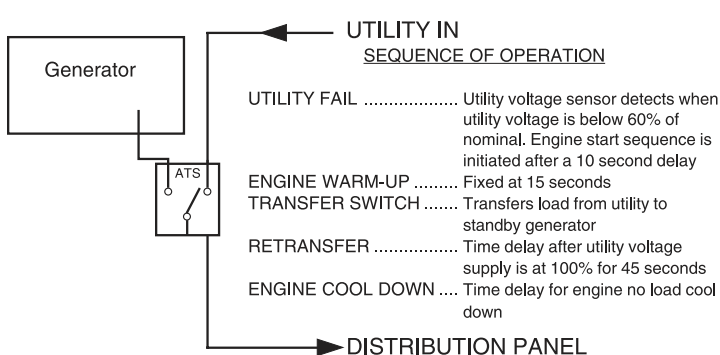 UTILITY IN
SEQUENCE OF OPERATION
Generator
ATS
UTILITY FAIL .................... Utility voltage sensor detects when
utility voltage is below 60% of
nominal. Engine start sequence is
initiated after a 10 second delay
ENGINE WARM-UP ......... Fixed at 15 seconds
TRANSFER SWITCH ....... Transfers load from utility to
standby generator
RETRANSFER ................. Time delay after utility voltage
supply is at 100% for 45 seconds
ENGINE COOL DOWN .... Time delay for engine no load cool
down
DISTRIBUTION PANEL